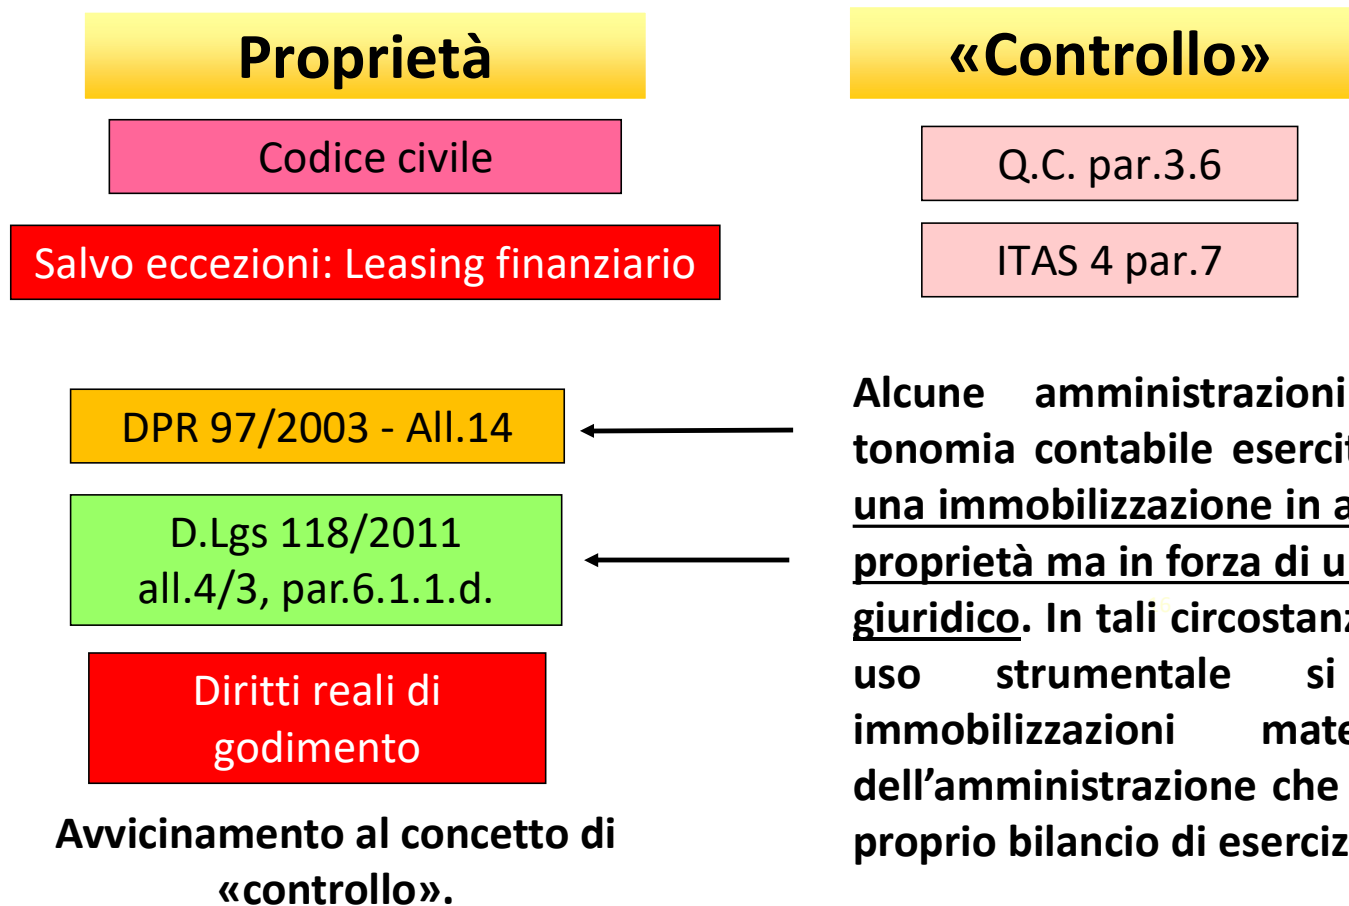 Proprietà
Codice civile
Salvo eccezioni: Leasing finanziario
DPR 97/2003 - All.14
D.Lgs 118/2011
all.4/3, par.6.1.1.d.
Diritti reali di
godimento
Avvicinamento al concetto di
«controllo».
«Controllo»
Q.C. par.3.6
ITAS 4 par.7
Alcune amministrazioni
tonomia contabile esercit
una immobilizzazione in a
proprietà ma in forza di u
giuridico. In tali circostanz
uso strumentale si
immobilizzazioni mate
dell’amministrazione che
proprio bilancio di eserciz